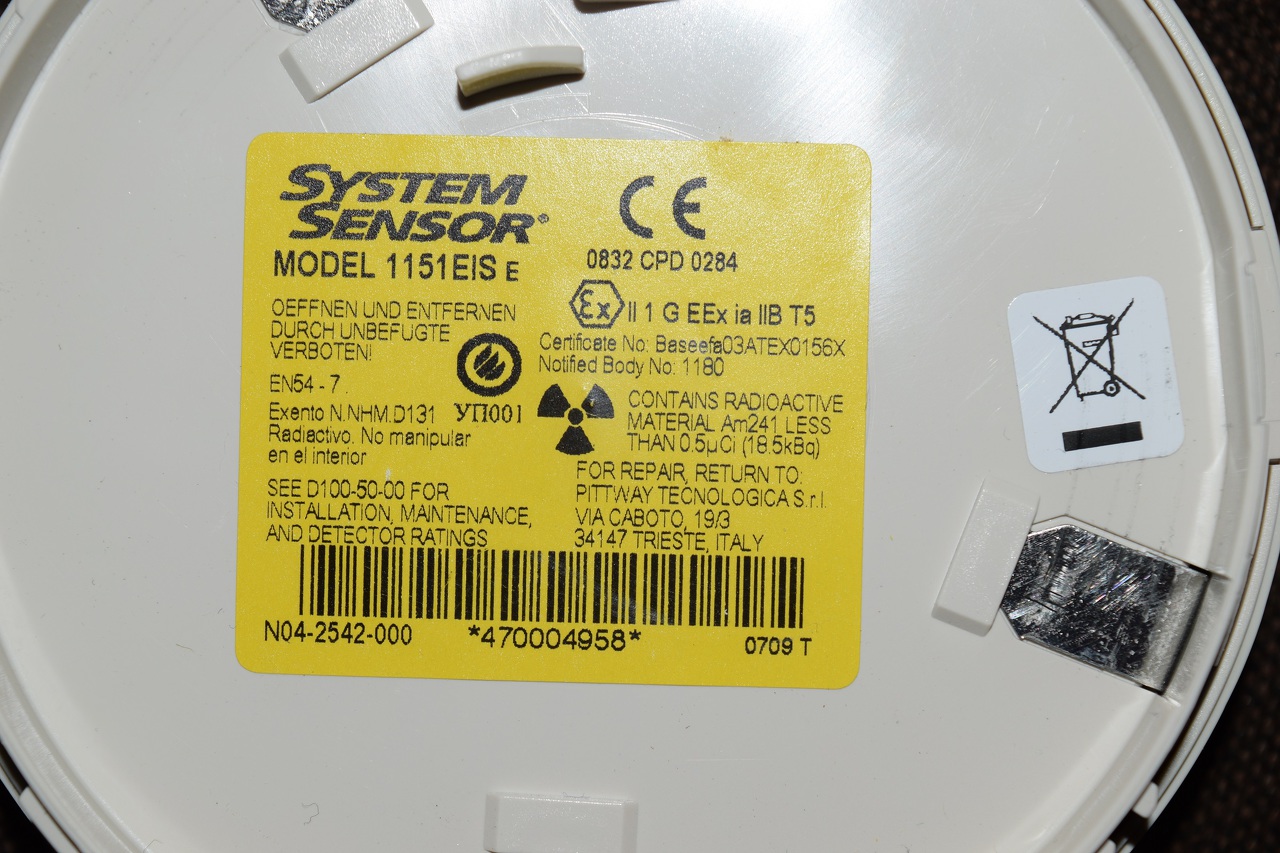 SYSTEM
SENSOR®
MODEL 1151EIS E
CE
0832 CPD 0284
Ex II 1 G EEx ia IIB T5
Certificate No: Baseefa03ATEX0156X
Notified Body No: 1180
OEFFNEN UND ENTFERNEN
DURCH UNBEFUGTE
VERBOTEN!
EN54 - 7
Exento N.NHM.D131
Radiactivo. No manipular
en el interior
УП001
CONTAINS RADIOACTIVE
MATERIAL Am241 LESS
THAN 0.5µCi (18.5kBq)
SEE D100-50-00 FOR
INSTALLATION, MAINTENANCE,
AND DETECTOR RATINGS
FOR REPAIR, RETURN TO:
PITTWAY TECNOLOGICA S.r.l.
VIA CABOTO, 19/3
34147 TRIESTE, ITALY
N04-2542-000 *470004958* 0709 T